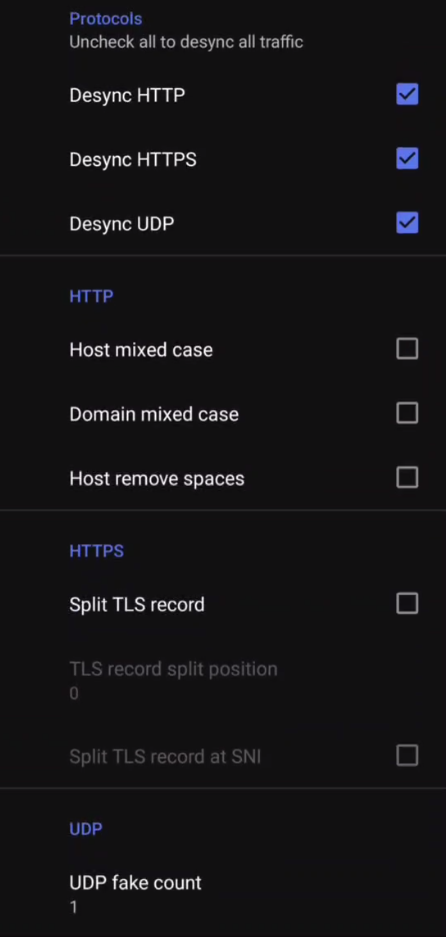 Protocols
Uncheck all to desync all traffic
Desync HTTP
Desync HTTPS
Desync UDP
HTTP
Host mixed case
Domain mixed case
Host remove spaces
HTTPS
Split TLS record
TLS record split position
0
Split TLS record at SNI
UDP
UDP fake count
1